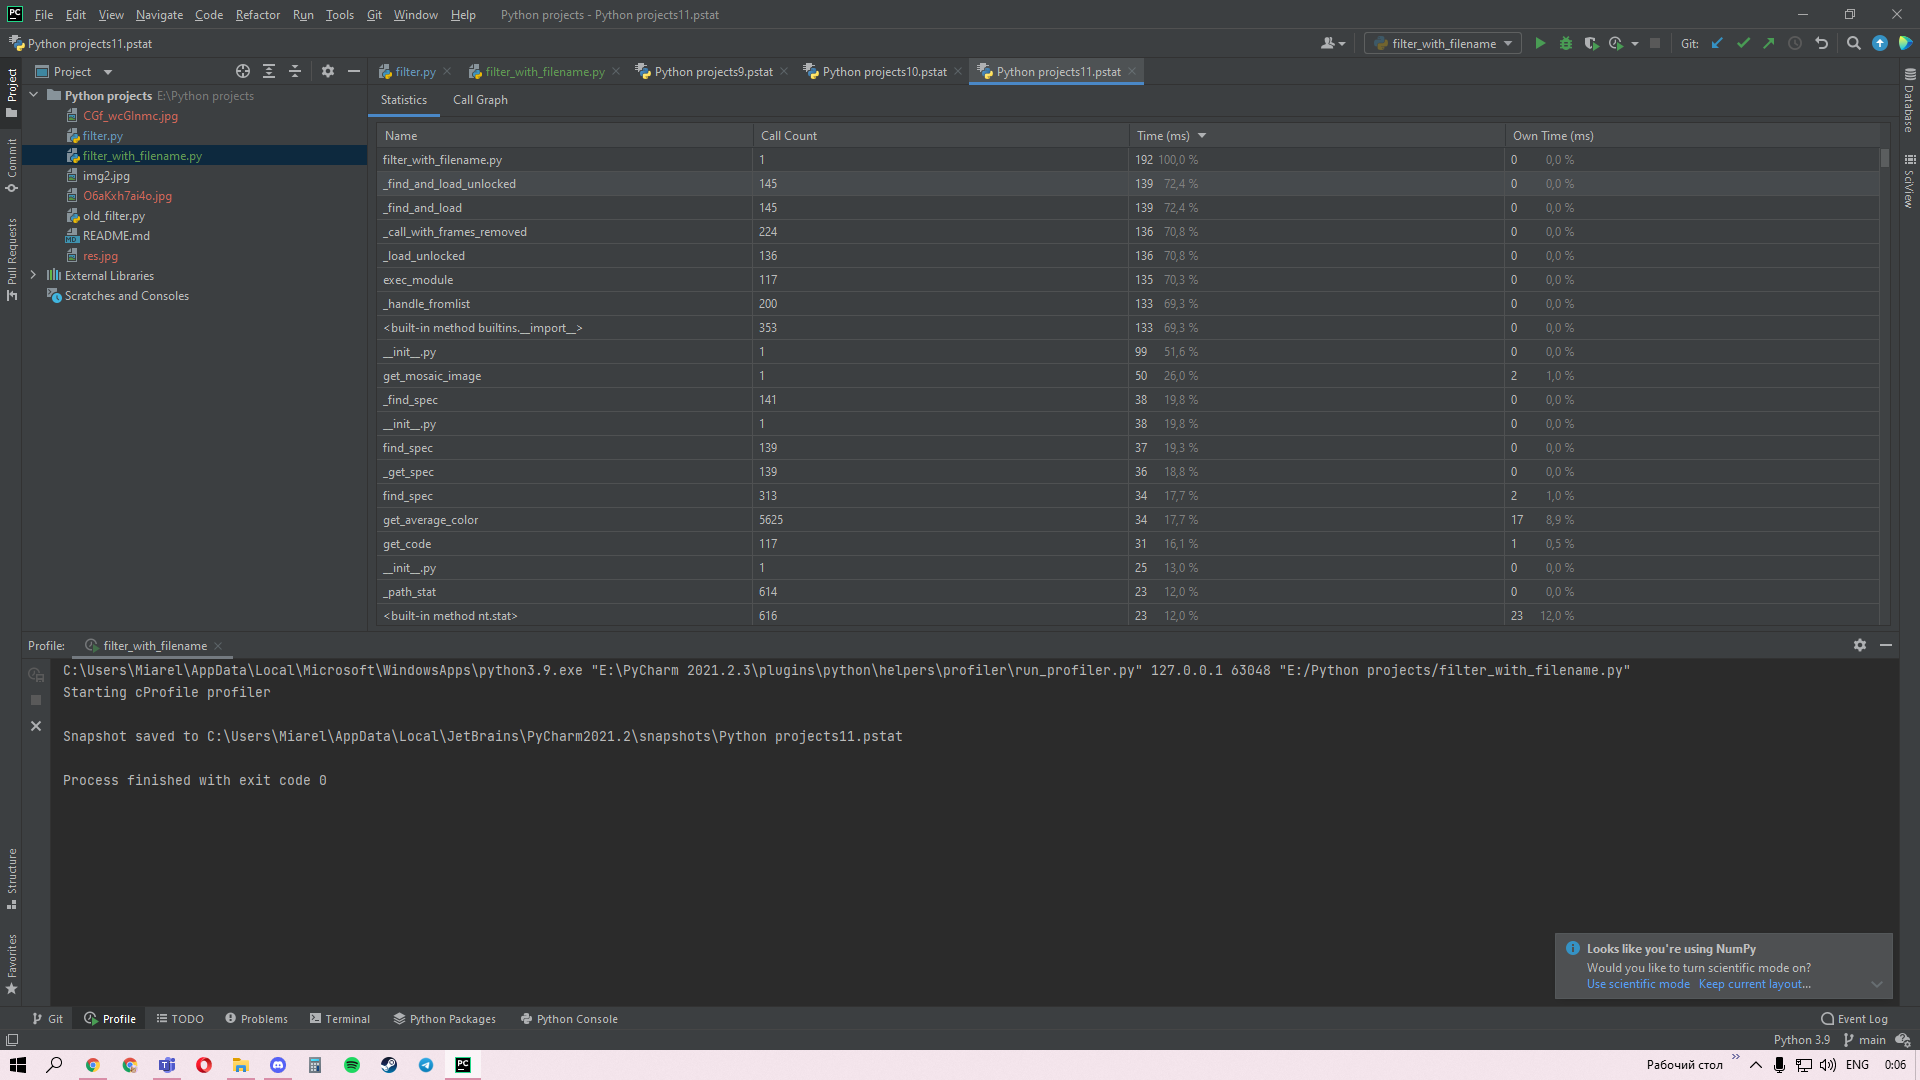 PC File Edit View Navigate Code Refactor Run Tools Git Window Help Python projects - Python projects11.pstat
Python projects11.pstat filter_with_filename Git:
Project filter.py filter_with_filename.py Python projects9.pstat Python projects10.pstat Python projects11.pstat
Python projects E:\Python projects
CGf_wcGlnmc.jpg
filter.py
filter_with_filename.py
img2.jpg
O6aKxh7ai4o.jpg
old_filter.py
README.md
res.jpg
External Libraries
Scratches and Consoles
Project
Commit
Pull Requests
Structure
Favorites
Database
SciView
Statistics Call Graph
Name Call Count Time (ms) Own Time (ms)
filter_with_filename.py 1 192 100,0 % 0 0,0 %
_find_and_load_unlocked 145 139 72,4 % 0 0,0 %
_find_and_load 145 139 72,4 % 0 0,0 %
_call_with_frames_removed 224 136 70,8 % 0 0,0 %
_load_unlocked 136 136 70,8 % 0 0,0 %
exec_module 117 135 70,3 % 0 0,0 %
_handle_fromlist 200 133 69,3 % 0 0,0 %
<built-in method builtins.__import__> 353 133 69,3 % 0 0,0 %
__init__.py 1 99 51,6 % 0 0,0 %
get_mosaic_image 1 50 26,0 % 2 1,0 %
_find_spec 141 38 19,8 % 0 0,0 %
__init__.py 1 38 19,8 % 0 0,0 %
find_spec 139 37 19,3 % 0 0,0 %
_get_spec 139 36 18,8 % 0 0,0 %
find_spec 313 34 17,7 % 2 1,0 %
get_average_color 5625 34 17,7 % 17 8,9 %
get_code 117 31 16,1 % 1 0,5 %
__init__.py 1 25 13,0 % 0 0,0 %
_path_stat 614 23 12,0 % 0 0,0 %
<built-in method nt.stat> 616 23 12,0 % 23 12,0 %
Profile: filter_with_filename
C:\Users\Miarel\AppData\Local\Microsoft\WindowsApps\python3.9.exe "E:\PyCharm 2021.2.3\plugins\python\helpers\profiler\run_profiler.py" 127.0.0.1 63048 "E:/Python projects/filter_with_filename.py"
Starting cProfile profiler
Snapshot saved to C:\Users\Miarel\AppData\Local\JetBrains\PyCharm2021.2\snapshots\Python projects11.pstat
Process finished with exit code 0
Looks like you're using NumPy
Would you like to turn scientific mode on?
Use scientific mode Keep current layout...
Git Profile TODO Problems Terminal Python Packages Python Console Event Log
Python 3.9 main
PC Рабочий стол ENG 0:06